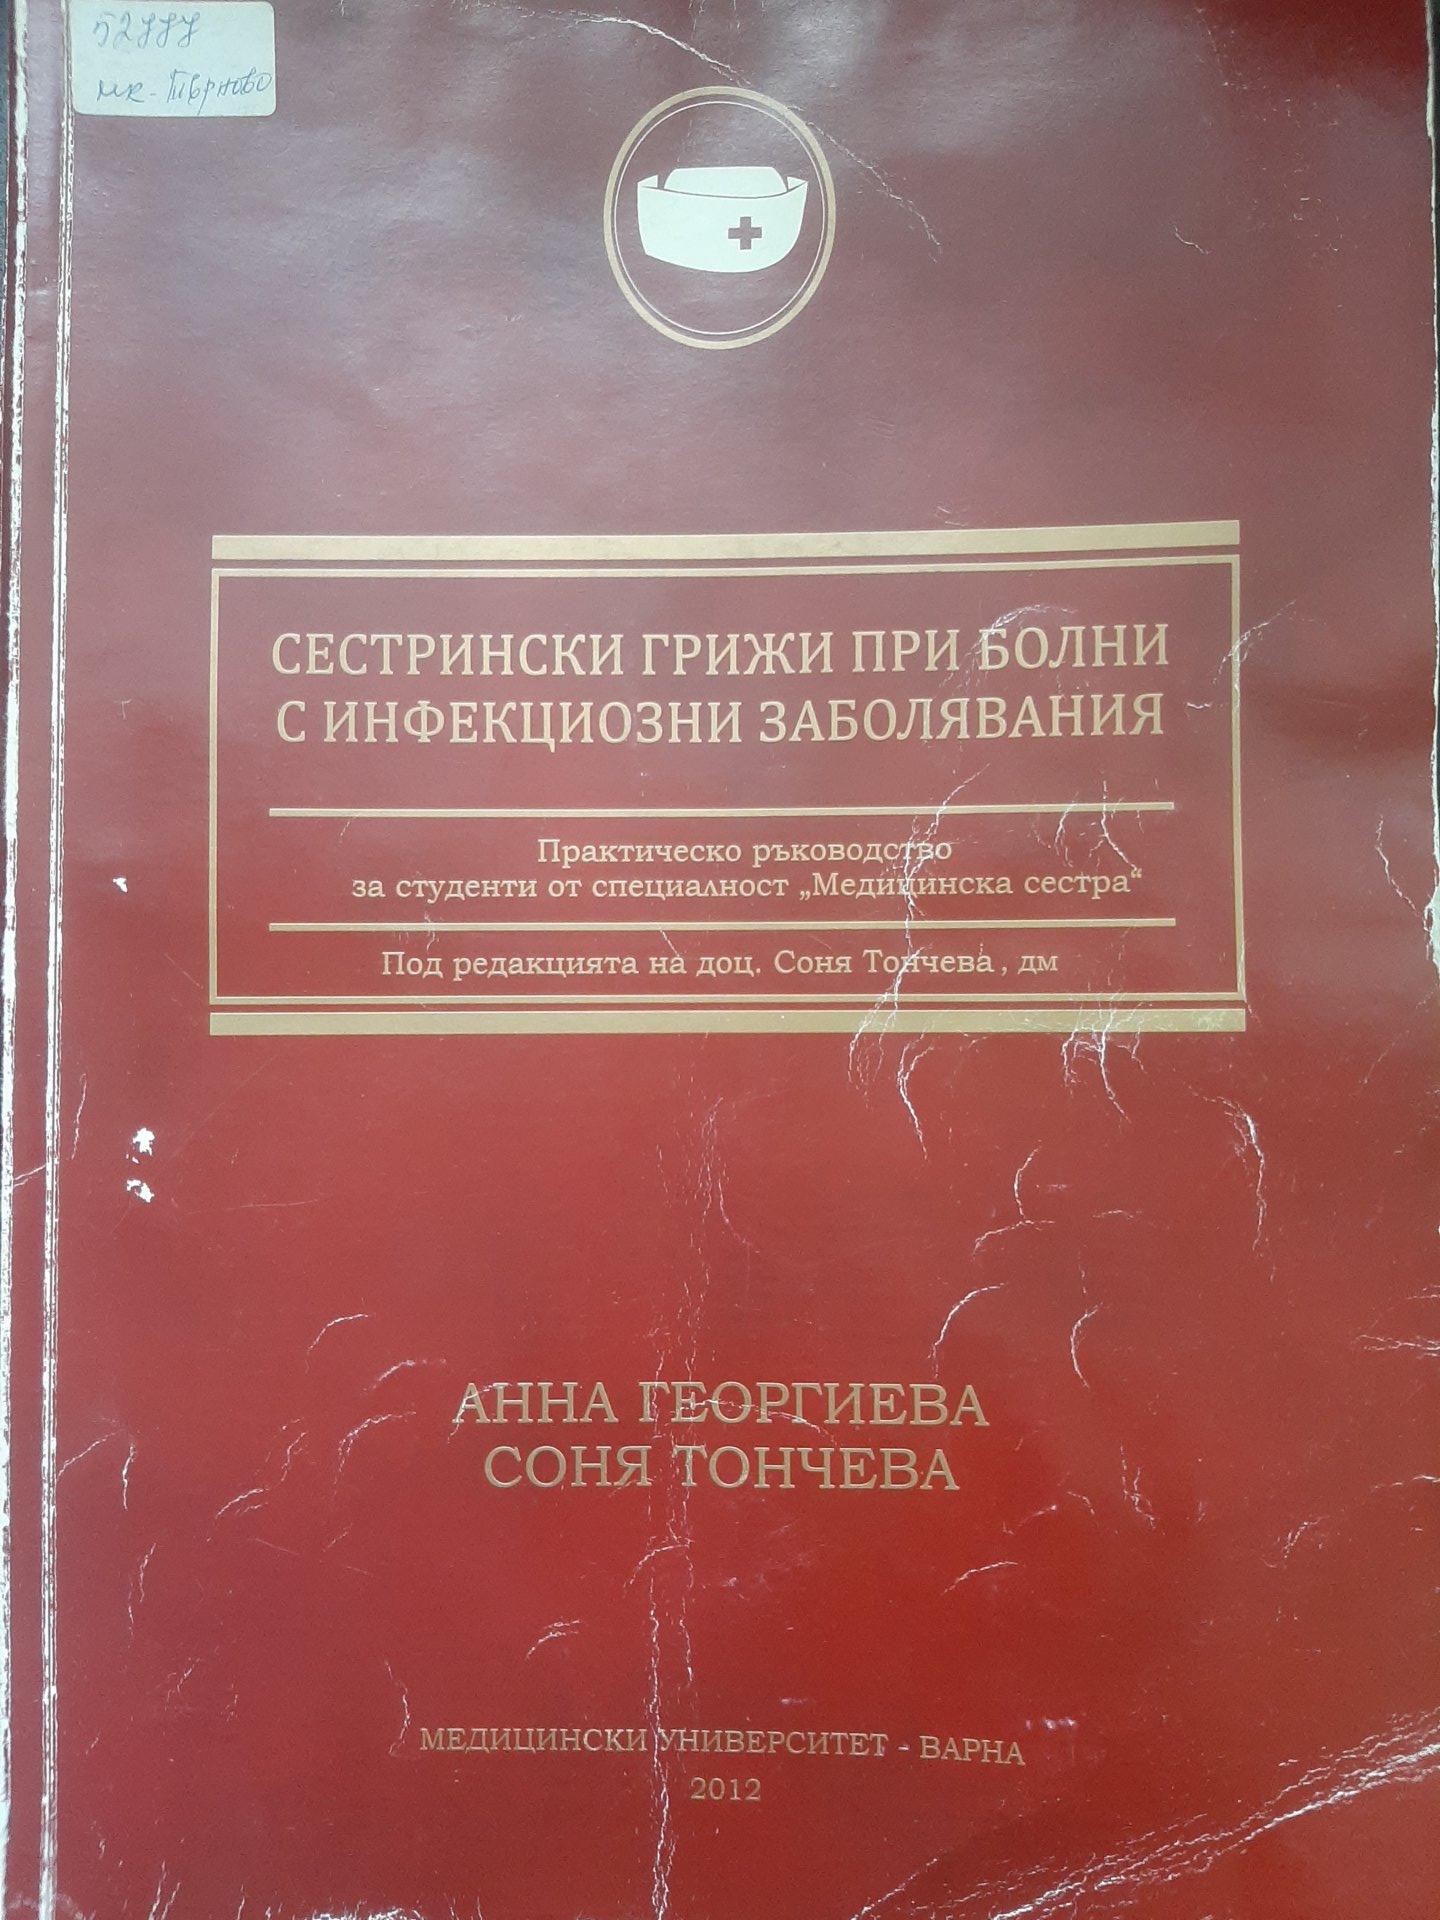 мк - Търново
СЕСТРИНСКИ ГРИЖИ ПРИ БОЛНИ
С ИНФЕКЦИОЗНИ ЗАБОЛЯВАНИЯ
Практическо ръководство
за студенти от специалност „Медицинска сестра“
Под редакцията на доц. Соня Тончева, дм
АННА ГЕОРГИЕВА
СОНЯ ТОНЧЕВА
МЕДИЦИНСКИ УНИВЕРСИТЕТ - ВАРНА
2012